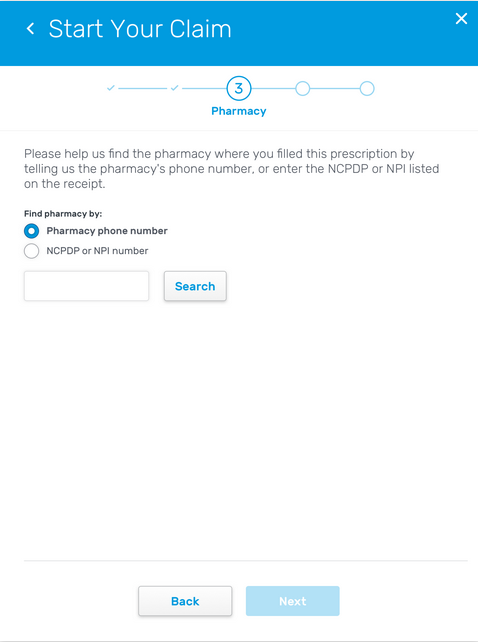 Start Your Claim
3
Pharmacy
Please help us find the pharmacy where you filled this prescription by
telling us the pharmacy's phone number, or enter the NCPDP or NPI listed
on the receipt.
Find pharmacy by:
Pharmacy phone number
NCPDP or NPI number
Search
Back
Next